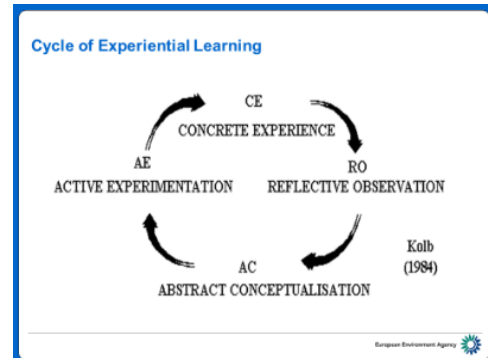 Cycle of Experiential Learning
CE
CONCRETE EXPERIENCE
AE
ACTIVE EXPERIMENTATION
RO
REFLECTIVE OBSERVATION
AC
ABSTRACT CONCEPTUALISATION
Kolb
(1984)
European Environment Agency